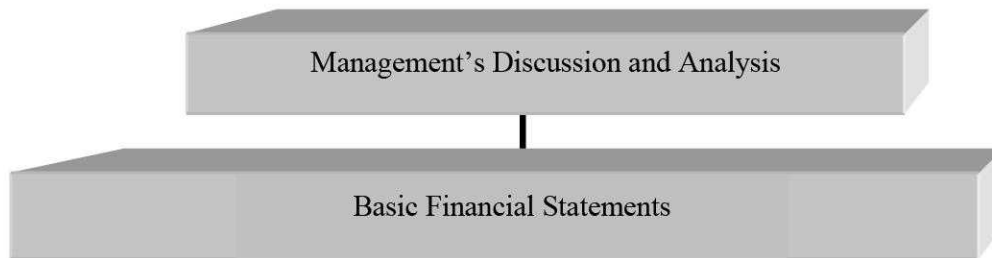 Management’s Discussion and Analysis
Basic Financial Statements